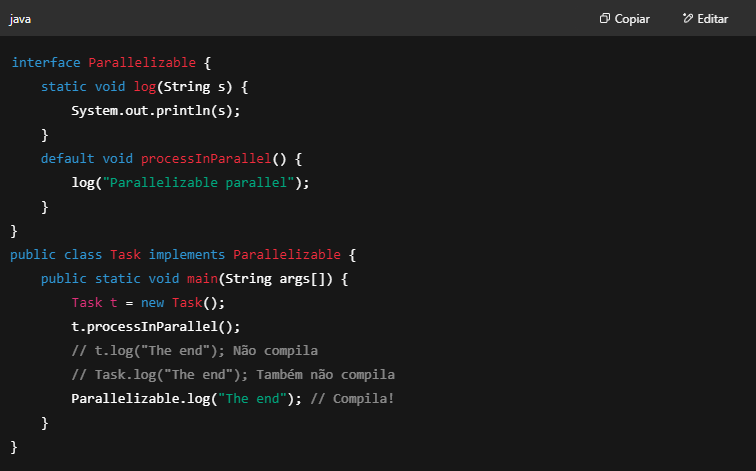 java
Copiar
Editar
interface Parallelizable {
    static void log(String s) {
        System.out.println(s);
    }
    default void processInParallel() {
        log("Parallelizable parallel");
    }
}
public class Task implements Parallelizable {
    public static void main(String args[]) {
        Task t = new Task();
        t.processInParallel();
        // t.log("The end"); Não compila
        // Task.log("The end"); Também não compila
        Parallelizable.log("The end"); // Compila!
    }
}